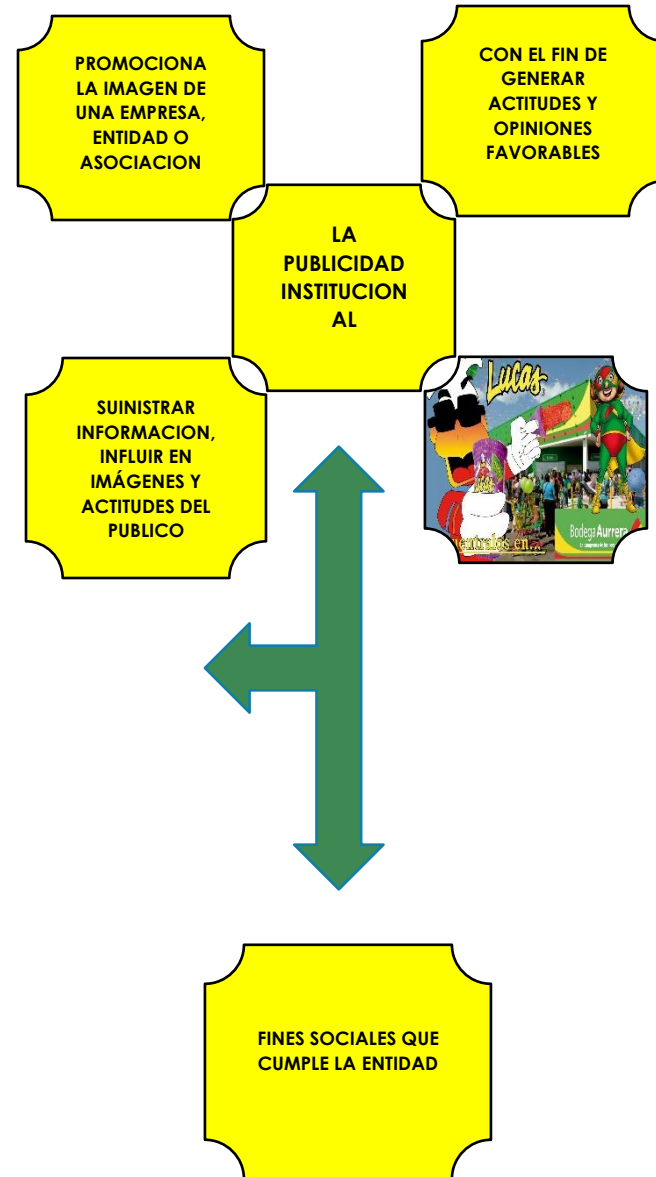 PROMOCIONA
LA IMAGEN DE
UNA EMPRESA,
ENTIDAD O
ASOCIACION
CON EL FIN DE
GENERAR
ACTITUDES Y
OPINIONES
FAVORABLES
LA
PUBLICIDAD
INSTITUCION
AL
SUINISTRAR
INFORMACION,
INFLUIR EN
IMÁGENES Y
ACTITUDES DEL
PUBLICO
Lucas
Bodega Aurrera
en...
FINES SOCIALES QUE
CUMPLE LA ENTIDAD